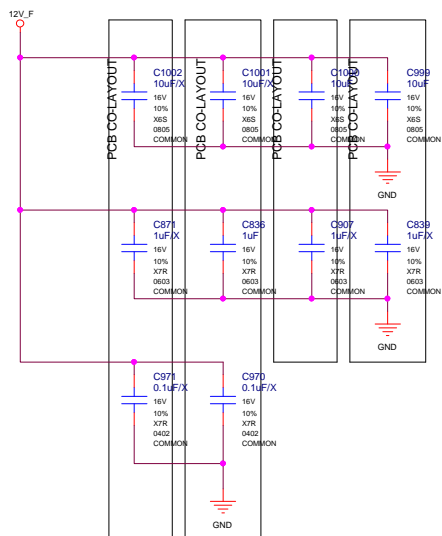 12V_F
PCB CO-LAYOUT
PCB CO-LAYOUT
PCB CO-LAYOUT
PCB CO-LAYOUT
C1002
10uF/X
16V
10%
X6S
0805
COMMON
C1001
10uF/X
16V
10%
X6S
0805
COMMON
C1000
10uF
16V
10%
X6S
0805
COMMON
C999
10uF
16V
10%
X6S
0805
COMMON
GND
C871
1uF/X
16V
10%
X7R
0603
COMMON
C836
1uF
16V
10%
X7R
0603
COMMON
C907
1uF/X
16V
10%
X7R
0603
COMMON
C839
1uF/X
16V
10%
X7R
0603
COMMON
GND
C971
0.1uF/X
16V
10%
X7R
0402
COMMON
C970
0.1uF/X
16V
10%
X7R
0402
COMMON
GND